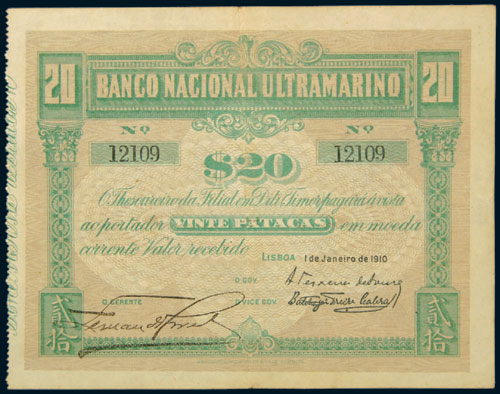 20 20
BANCO NACIONAL ULTRAMARINO
Nº Nº
12109 $20 12109
O Thesoureiro da Filial em Dili Timor pagará á vista
ao portador VINTE PATACAS em moeda
corrente Valor recebido
LISBOA 1 de Janeiro de 1910
O GOV.
O GERENTE O VICE GOV.
貳拾 貳拾